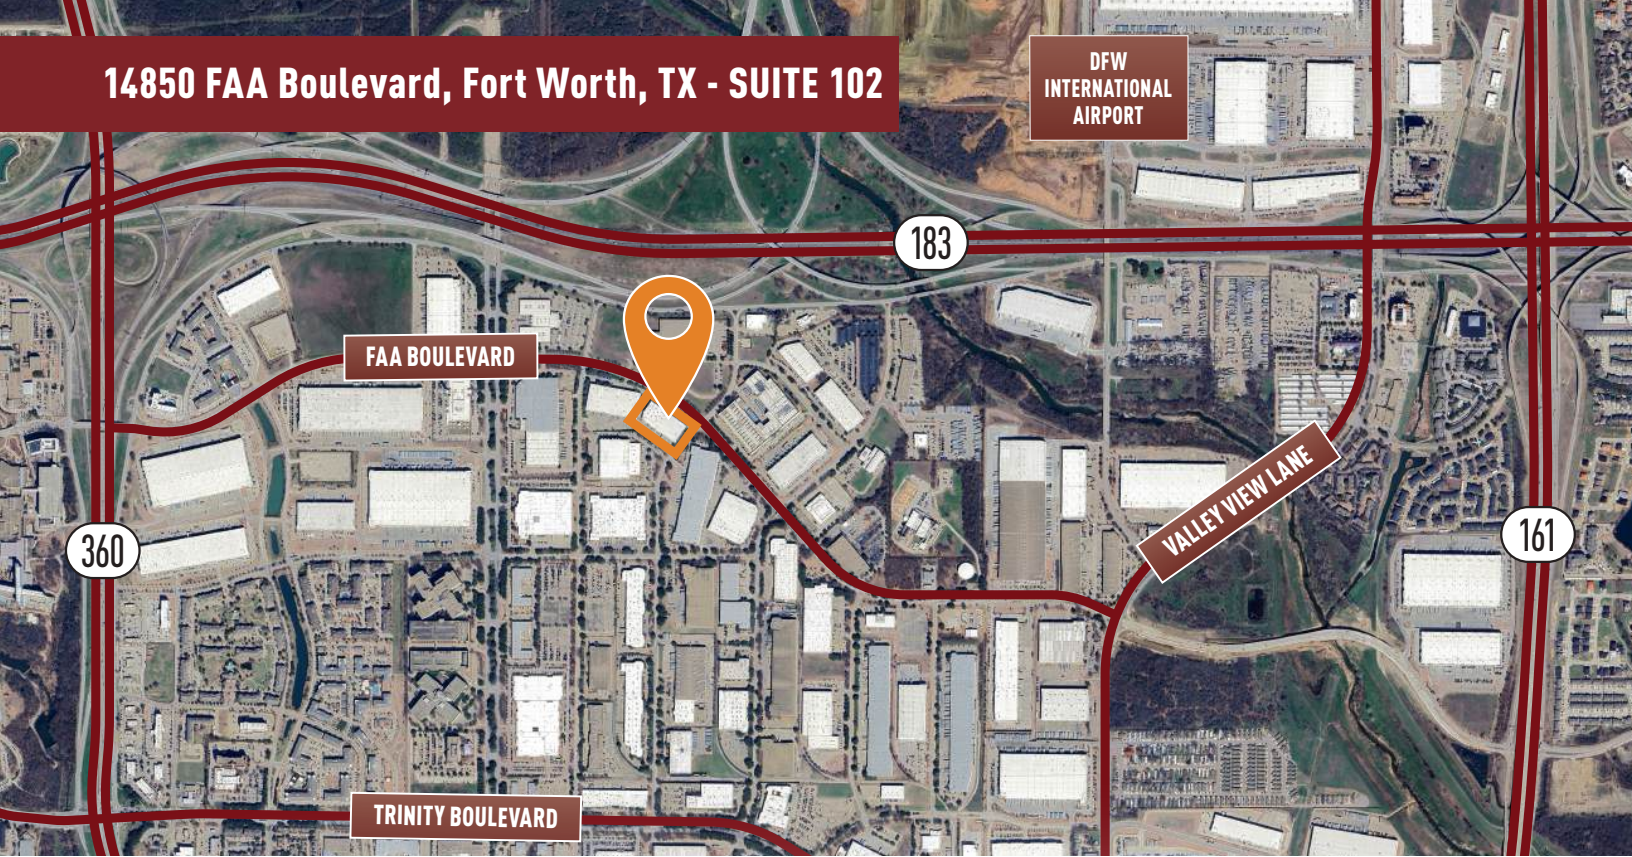 14850 FAA Boulevard, Fort Worth, TX - SUITE 102
DFW
INTERNATIONAL
AIRPORT
183
FAA BOULEVARD
VALLEY VIEW LANE
360
161
TRINITY BOULEVARD